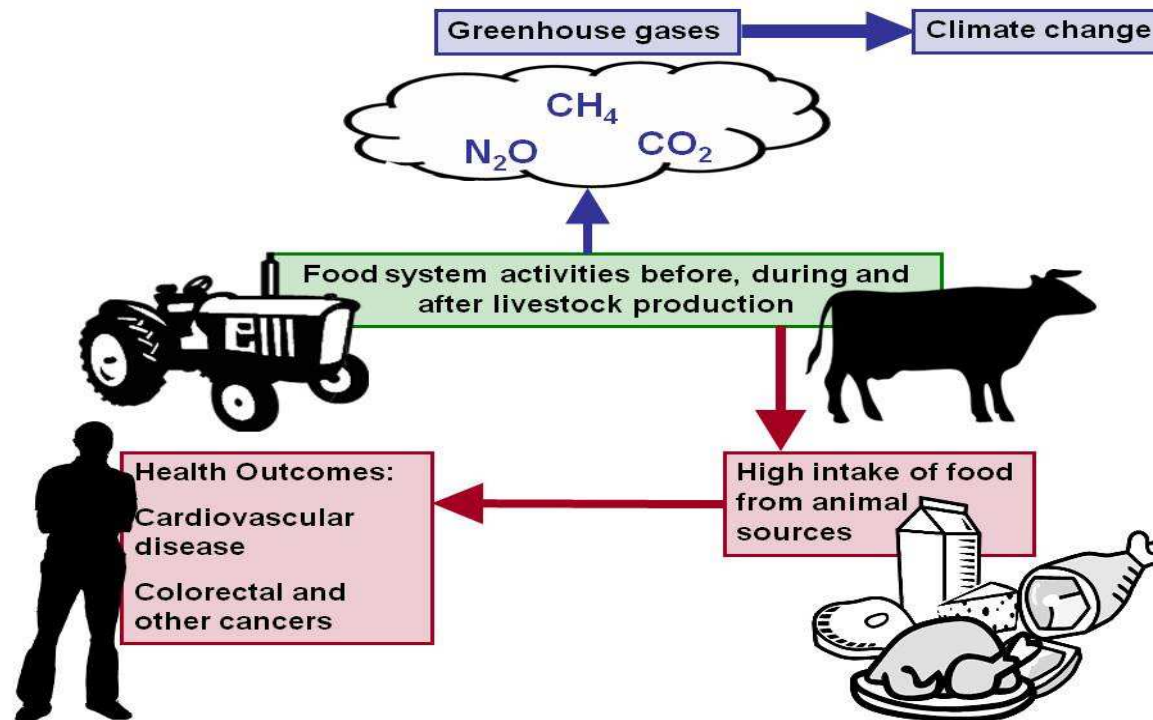 Greenhouse gases
Climate change
CH₄
N₂O
CO₂
Food system activities before, during and
after livestock production
Health Outcomes:
Cardiovascular
disease
Colorectal and
other cancers
High intake of food
from animal
sources